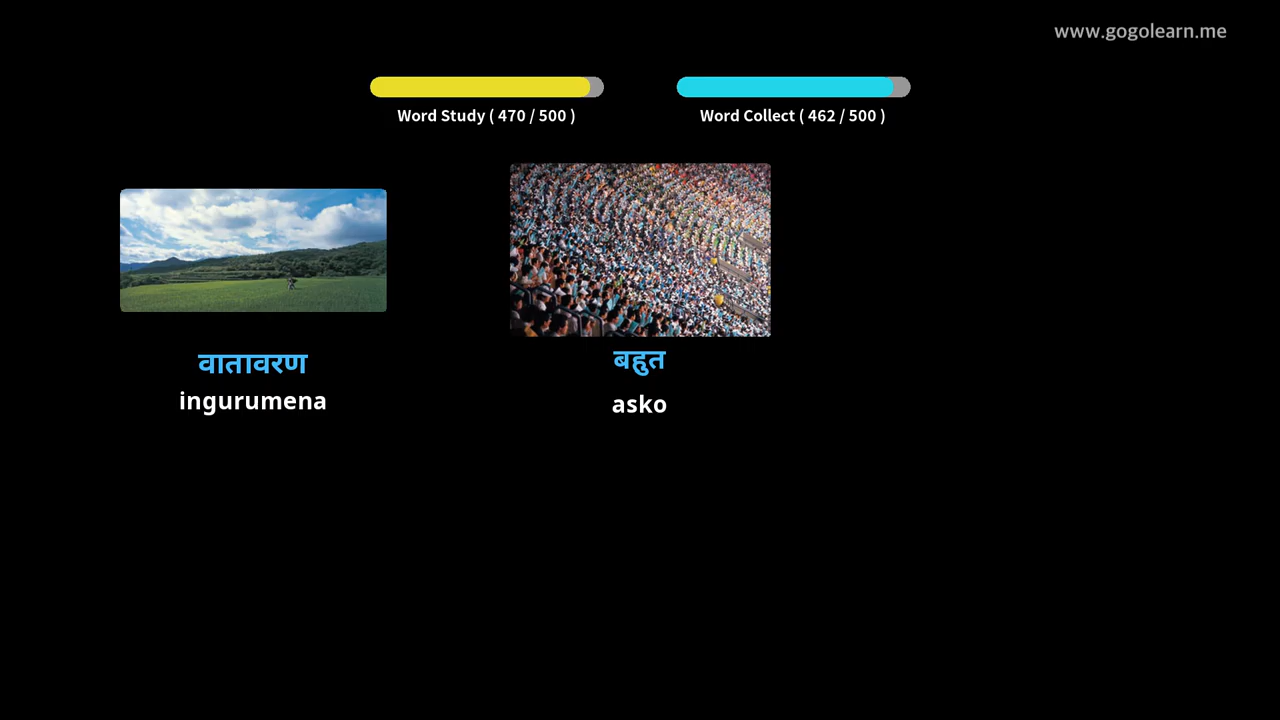 www.gogolearn.me
Word Study ( 470 / 500 )
Word Collect ( 462 / 500 )
वातावरण
ingurumena
बहुत
asko